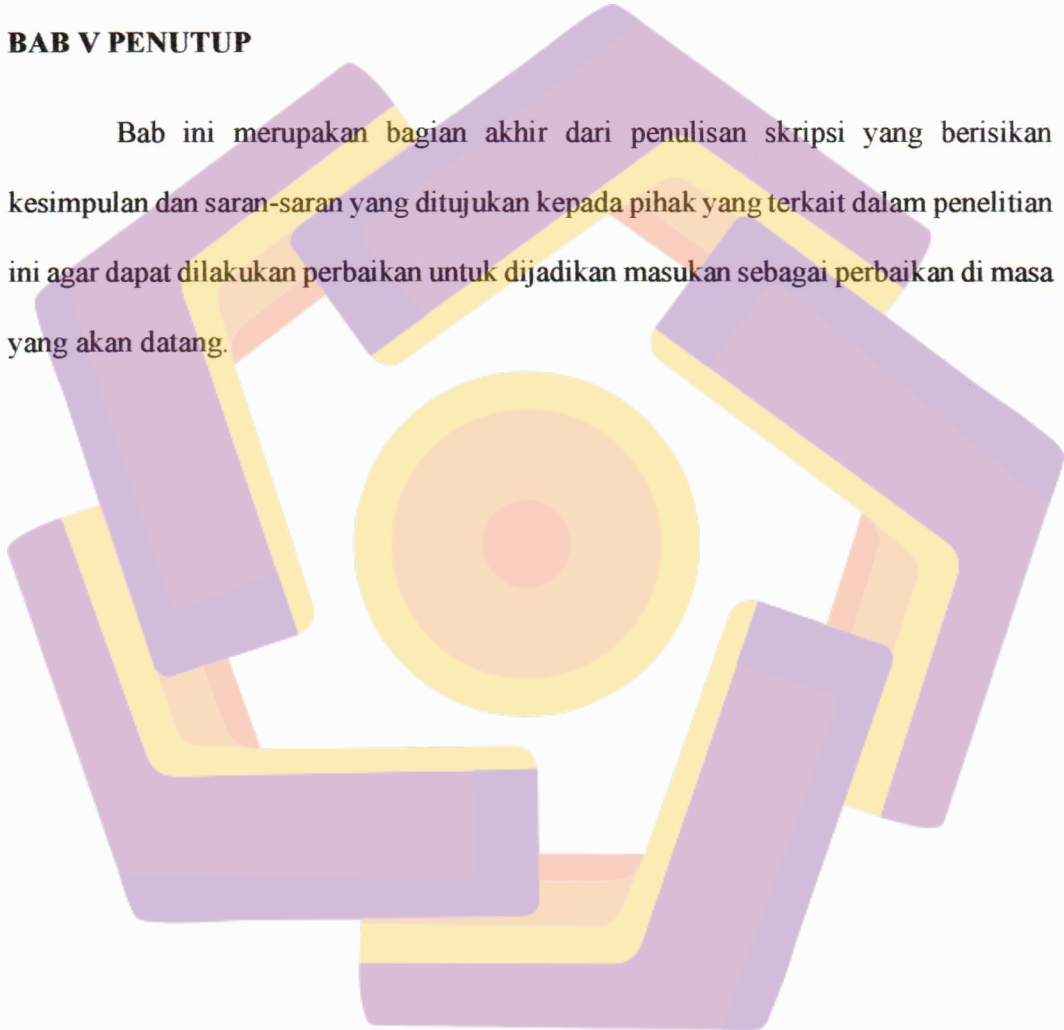 BAB V PENUTUP
Bab ini merupakan bagian akhir dari penulisan skripsi yang berisikan
kesimpulan dan saran-saran yang ditujukan kepada pihak yang terkait dalam penelitian
ini agar dapat dilakukan perbaikan untuk dijadikan masukan sebagai perbaikan di masa
yang akan datang.